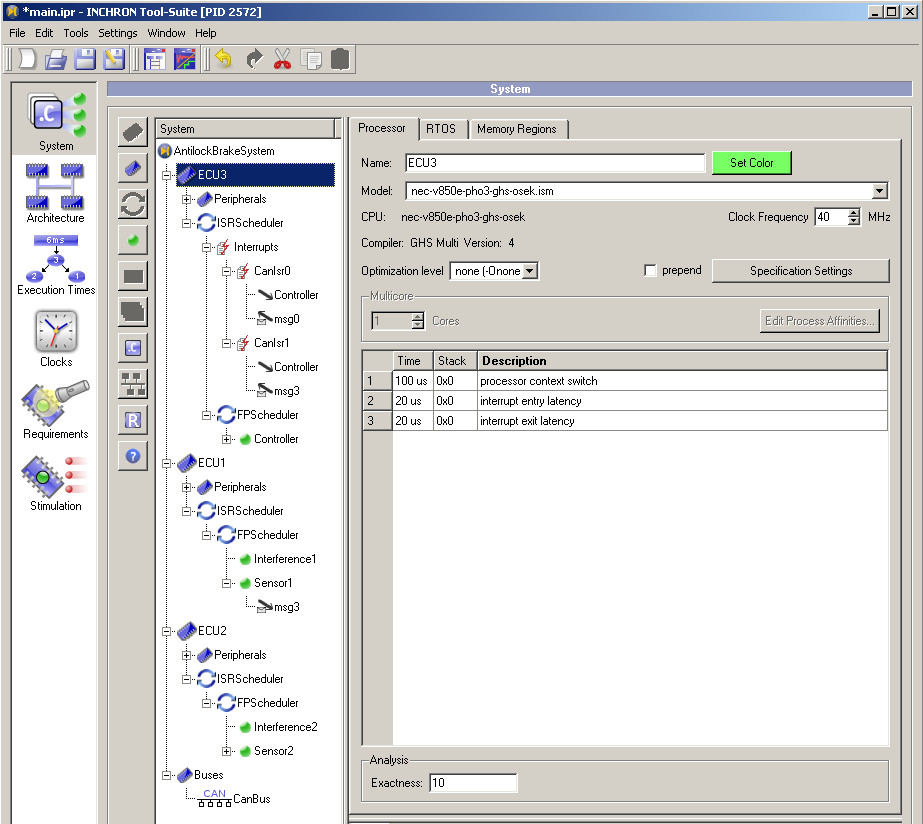 *main.ipr - INCHRON Tool-Suite [PID 2572]
File Edit Tools Settings Window Help
System
System
Architecture
6ms
3
2 1
Execution Times
Clocks
Requirements
Stimulation
.C
.C
R
?
System
AntilockBrakeSystem
ECU3
Peripherals
ISRScheduler
Interrupts
CanIsr0
Controller
msg0
CanIsr1
Controller
msg3
FPScheduler
Controller
ECU1
Peripherals
ISRScheduler
FPScheduler
Interference1
Sensor1
msg3
ECU2
Peripherals
ISRScheduler
FPScheduler
Interference2
Sensor2
Buses
CAN CanBus
Processor RTOS Memory Regions
Name: ECU3 Set Color
Model: nec-v850e-pho3-ghs-osek.ism
CPU: nec-v850e-pho3-ghs-osek Clock Frequency 40 MHz
Compiler: GHS Multi Version: 4
Optimization level none (-Onone prepend Specification Settings
Multicore
1 Cores Edit Process Affinities...
Time Stack Description
1 100 us 0x0 processor context switch
2 20 us 0x0 interrupt entry latency
3 20 us 0x0 interrupt exit latency
Analysis
Exactness: 10